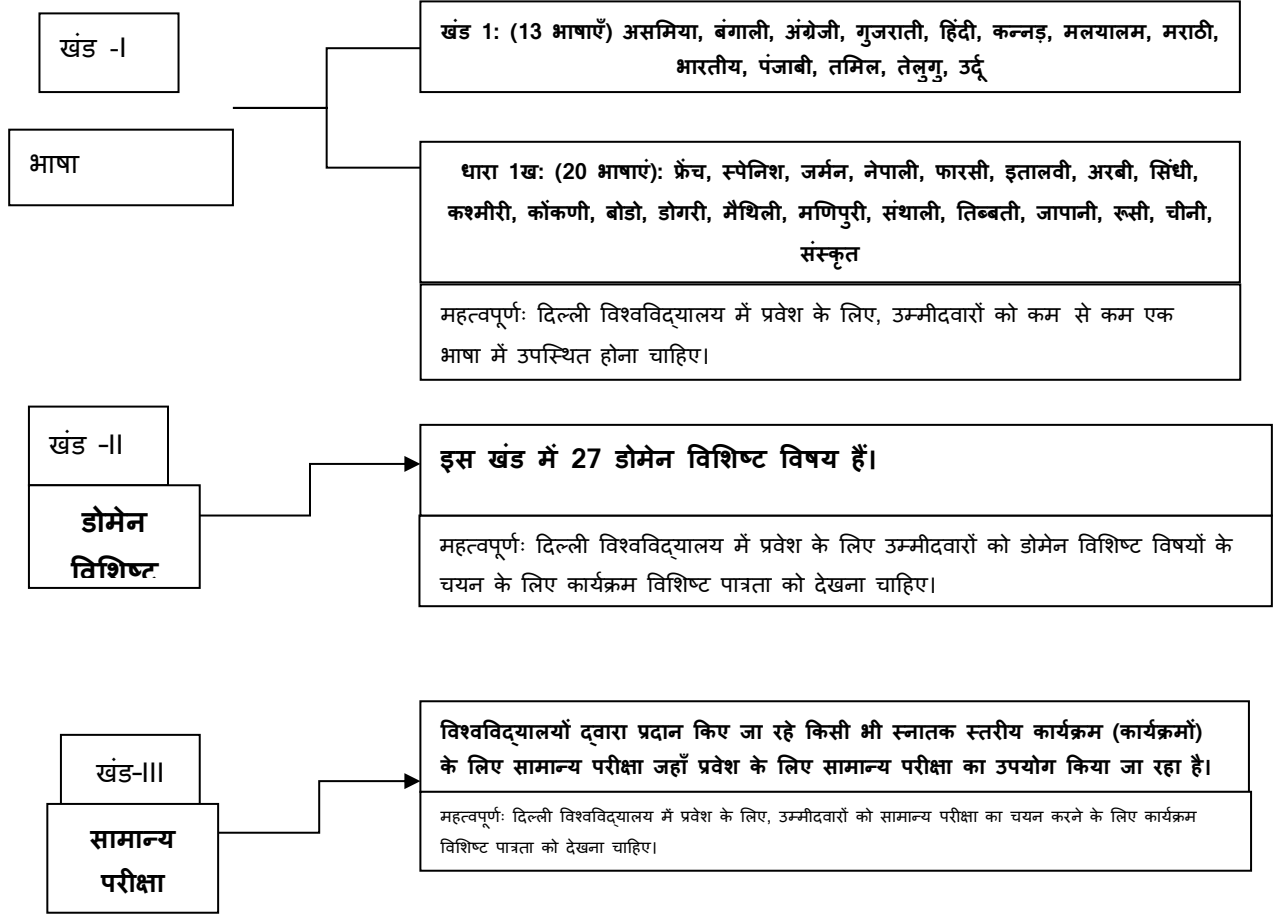 खंड -I
भाषा
खंड 1: (13 भाषाएँ) असमिया, बंगाली, अंग्रेजी, गुजराती, हिंदी, कन्नड़, मलयालम, मराठी,
भारतीय, पंजाबी, तमिल, तेलुगु, उर्दू
धारा 1ख: (20 भाषाएं): फ्रेंच, स्पेनिश, जर्मन, नेपाली, फारसी, इतालवी, अरबी, सिंधी,
कश्मीरी, कोंकणी, बोडो, डोगरी, मैथिली, मणिपुरी, संथाली, तिब्बती, जापानी, रूसी, चीनी,
संस्कृत
महत्वपूर्णः दिल्ली विश्वविद्यालय में प्रवेश के लिए, उम्मीदवारों को कम से कम एक
भाषा में उपस्थित होना चाहिए।
खंड -II
डोमेन
विशिष्ट
इस खंड में 27 डोमेन विशिष्ट विषय हैं।
महत्वपूर्णः दिल्ली विश्वविद्यालय में प्रवेश के लिए उम्मीदवारों को डोमेन विशिष्ट विषयों के
चयन के लिए कार्यक्रम विशिष्ट पात्रता को देखना चाहिए।
खंड-III
सामान्य
परीक्षा
विश्वविद्यालयों द्वारा प्रदान किए जा रहे किसी भी स्नातक स्तरीय कार्यक्रम (कार्यक्रमों)
के लिए सामान्य परीक्षा जहाँ प्रवेश के लिए सामान्य परीक्षा का उपयोग किया जा रहा है।
महत्वपूर्णः दिल्ली विश्वविद्यालय में प्रवेश के लिए, उम्मीदवारों को सामान्य परीक्षा का चयन करने के लिए कार्यक्रम
विशिष्ट पात्रता को देखना चाहिए।